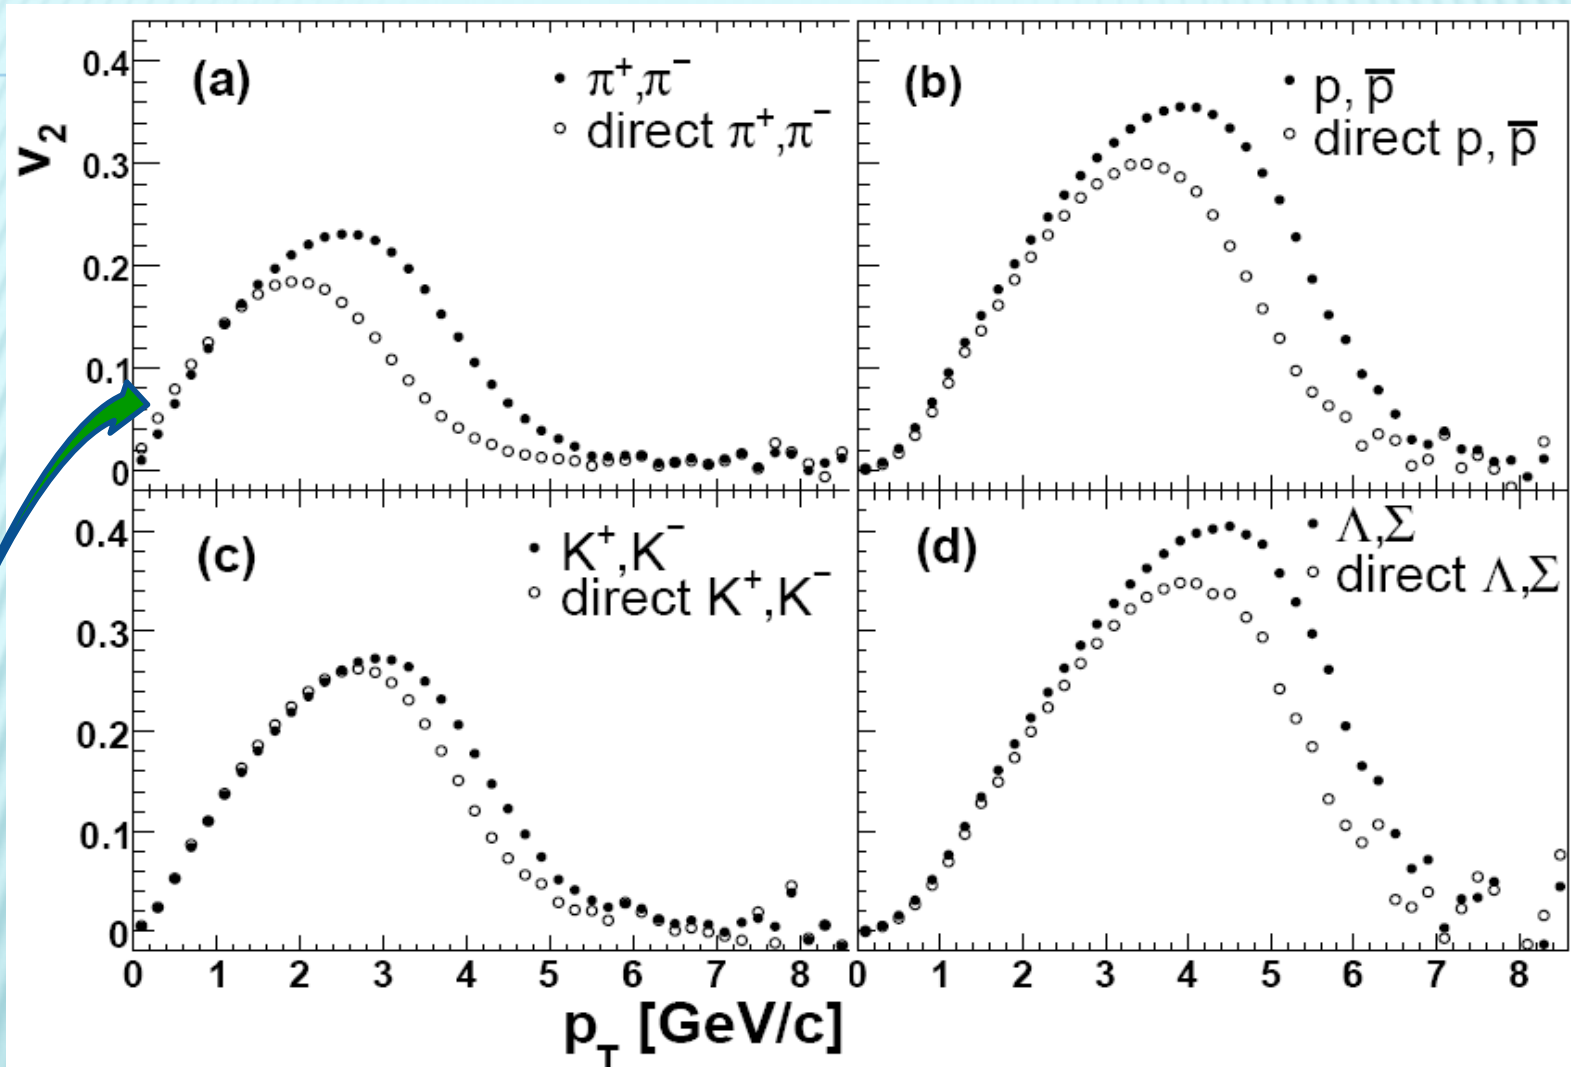 v₂
0.4
0.3
0.2
0.1
0
(a)
π⁺,π⁻
direct π⁺,π⁻
(b)
p, p̅
direct p, p̅
0.4
0.3
0.2
0.1
0
(c)
K⁺,K⁻
direct K⁺,K⁻
(d)
Λ,Σ
direct Λ,Σ
0 1 2 3 4 5 6 7 8 0 1 2 3 4 5 6 7 8
p_T [GeV/c]